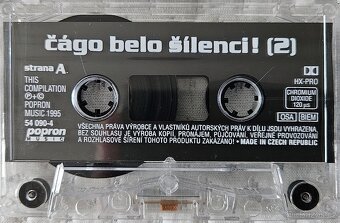 čágo belo šílenci! (2)
strana A
THIS
COMPILATION
℗+©
POPRON
MUSIC 1995
54 090-4
popron
MUSIC
HX-PRO
CHROMIUM
DIOXIDE
120 µs
OSA BIEM
VŠECHNA PRÁVA VÝROBCE A VLASTNÍKŮ AUTORSKÝCH PRÁV K DÍLU JSOU VYHRAZENA.
BEZ SOUHLASU JE VÝROBA KOPIÍ, PRONÁJEM, PŮJČOVÁNÍ, VEŘEJNÉ PROVOZOVÁNÍ
A ROZHLASOVÉ ŠÍŘENÍ TOHOTO PRODUKTU ZAKÁZÁNO! • MADE IN CZECH REPUBLIC